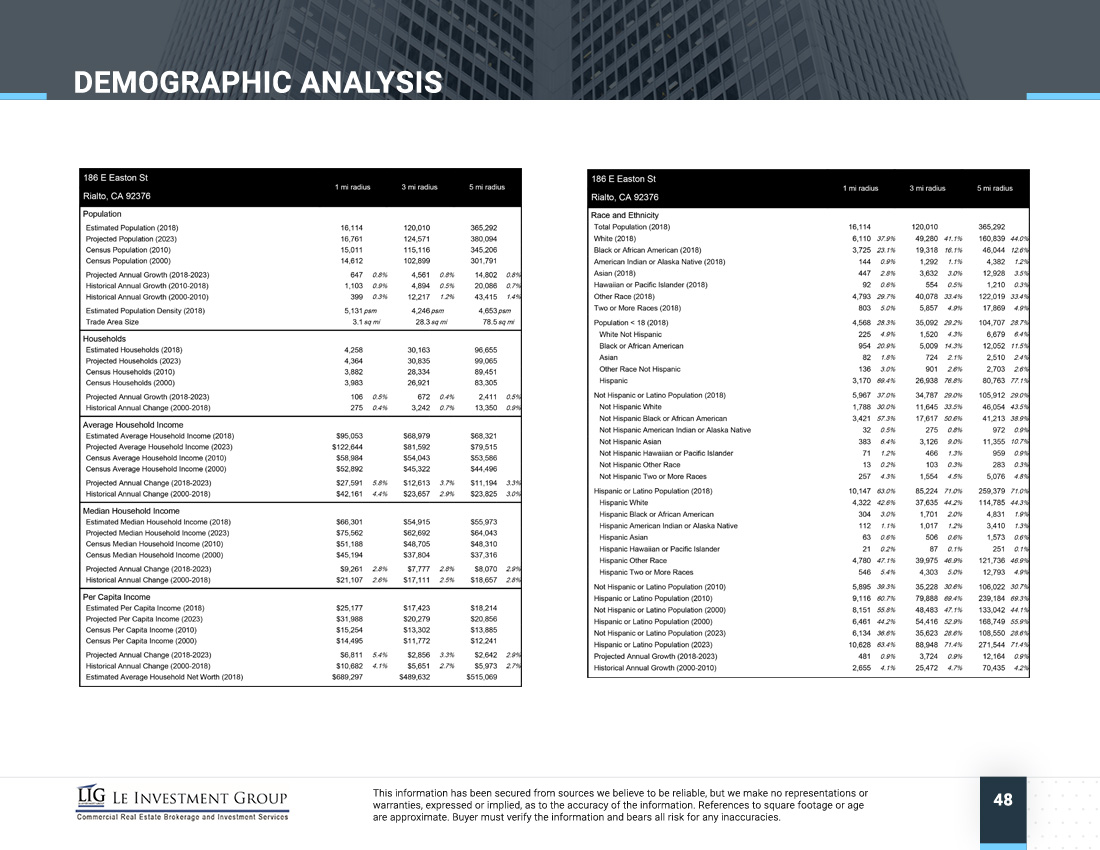 DEMOGRAPHIC ANALYSIS
186 E Easton St
Rialto, CA 92376
1 mi radius 3 mi radius 5 mi radius
Population
Estimated Population (2018) 16,114 120,010 365,292
Projected Population (2023) 16,761 124,571 380,094
Census Population (2010) 15,011 115,116 345,206
Census Population (2000) 14,612 102,899 301,791
Projected Annual Growth (2018-2023) 647 0.8% 4,561 0.8% 14,802 0.8%
Historical Annual Growth (2010-2018) 1,103 0.9% 4,894 0.5% 20,086 0.7%
Historical Annual Growth (2000-2010) 399 0.3% 12,217 1.2% 43,415 1.4%
Estimated Population Density (2018) 5,131 psm 4,246 psm 4,653 psm
Trade Area Size 3.1 sq mi 28.3 sq mi 78.5 sq mi
Households
Estimated Households (2018) 4,258 30,163 96,655
Projected Households (2023) 4,364 30,835 99,065
Census Households (2010) 3,882 28,334 89,451
Census Households (2000) 3,983 26,921 83,305
Projected Annual Growth (2018-2023) 106 0.5% 672 0.4% 2,411 0.5%
Historical Annual Change (2000-2018) 275 0.4% 3,242 0.7% 13,350 0.9%
Average Household Income
Estimated Average Household Income (2018) $95,053 $68,979 $68,321
Projected Average Household Income (2023) $122,644 $81,592 $79,515
Census Average Household Income (2010) $58,984 $54,043 $53,586
Census Average Household Income (2000) $52,892 $45,322 $44,496
Projected Annual Change (2018-2023) $27,591 5.8% $12,613 3.7% $11,194 3.3%
Historical Annual Change (2000-2018) $42,161 4.4% $23,657 2.9% $23,825 3.0%
Median Household Income
Estimated Median Household Income (2018) $66,301 $54,915 $55,973
Projected Median Household Income (2023) $75,562 $62,692 $64,043
Census Median Household Income (2010) $51,188 $48,705 $48,310
Census Median Household Income (2000) $45,194 $37,804 $37,316
Projected Annual Change (2018-2023) $9,261 2.8% $7,777 2.8% $8,070 2.9%
Historical Annual Change (2000-2018) $21,107 2.6% $17,111 2.5% $18,657 2.8%
Per Capita Income
Estimated Per Capita Income (2018) $25,177 $17,423 $18,214
Projected Per Capita Income (2023) $31,988 $20,279 $20,856
Census Per Capita Income (2010) $15,254 $13,302 $13,885
Census Per Capita Income (2000) $14,495 $11,772 $12,241
Projected Annual Change (2018-2023) $6,811 5.4% $2,856 3.3% $2,642 2.9%
Historical Annual Change (2000-2018) $10,682 4.1% $5,651 2.7% $5,973 2.7%
Estimated Average Household Net Worth (2018) $689,297 $489,632 $515,069
186 E Easton St
Rialto, CA 92376
1 mi radius 3 mi radius 5 mi radius
Race and Ethnicity
Total Population (2018) 16,114 120,010 365,292
White (2018) 6,110 37.9% 49,280 41.1% 160,839 44.0%
Black or African American (2018) 3,725 23.1% 19,318 16.1% 46,044 12.6%
American Indian or Alaska Native (2018) 144 0.9% 1,292 1.1% 4,382 1.2%
Asian (2018) 447 2.8% 3,632 3.0% 12,928 3.5%
Hawaiian or Pacific Islander (2018) 92 0.6% 554 0.5% 1,210 0.3%
Other Race (2018) 4,793 29.7% 40,078 33.4% 122,019 33.4%
Two or More Races (2018) 803 5.0% 5,857 4.9% 17,869 4.9%
Population < 18 (2018) 4,568 28.3% 35,092 29.2% 104,707 28.7%
White Not Hispanic 225 4.9% 1,520 4.3% 6,679 6.4%
Black or African American 954 20.9% 5,009 14.3% 12,052 11.5%
Asian 82 1.8% 724 2.1% 2,510 2.4%
Other Race Not Hispanic 136 3.0% 901 2.6% 2,703 2.6%
Hispanic 3,170 69.4% 26,938 76.8% 80,763 77.1%
Not Hispanic or Latino Population (2018) 5,967 37.0% 34,787 29.0% 105,912 29.0%
Not Hispanic White 1,788 30.0% 11,645 33.5% 46,054 43.5%
Not Hispanic Black or African American 3,421 57.3% 17,617 50.6% 41,213 38.9%
Not Hispanic American Indian or Alaska Native 32 0.5% 275 0.8% 972 0.9%
Not Hispanic Asian 383 6.4% 3,126 9.0% 11,355 10.7%
Not Hispanic Hawaiian or Pacific Islander 71 1.2% 466 1.3% 959 0.9%
Not Hispanic Other Race 13 0.2% 103 0.3% 283 0.3%
Not Hispanic Two or More Races 257 4.3% 1,554 4.5% 5,076 4.8%
Hispanic or Latino Population (2018) 10,147 63.0% 85,224 71.0% 259,379 71.0%
Hispanic White 4,322 42.6% 37,635 44.2% 114,785 44.3%
Hispanic Black or African American 304 3.0% 1,701 2.0% 4,831 1.9%
Hispanic American Indian or Alaska Native 112 1.1% 1,017 1.2% 3,410 1.3%
Hispanic Asian 63 0.6% 506 0.6% 1,573 0.6%
Hispanic Hawaiian or Pacific Islander 21 0.2% 87 0.1% 251 0.1%
Hispanic Other Race 4,780 47.1% 39,975 46.9% 121,736 46.9%
Hispanic Two or More Races 546 5.4% 4,303 5.0% 12,793 4.9%
Not Hispanic or Latino Population (2010) 5,895 39.3% 35,228 30.6% 106,022 30.7%
Hispanic or Latino Population (2010) 9,116 60.7% 79,888 69.4% 239,184 69.3%
Not Hispanic or Latino Population (2000) 8,151 55.8% 48,483 47.1% 133,042 44.1%
Hispanic or Latino Population (2000) 6,461 44.2% 54,416 52.9% 168,749 55.9%
Not Hispanic or Latino Population (2023) 6,134 36.6% 35,623 28.6% 108,550 28.6%
Hispanic or Latino Population (2023) 10,628 63.4% 88,948 71.4% 271,544 71.4%
Projected Annual Growth (2018-2023) 481 0.9% 3,724 0.9% 12,164 0.9%
Historical Annual Growth (2000-2010) 2,655 4.1% 25,472 4.7% 70,435 4.2%
LIG LE INVESTMENT GROUP
Commercial Real Estate Brokerage and Investment Services
This information has been secured from sources we believe to be reliable, but we make no representations or
warranties, expressed or implied, as to the accuracy of the information. References to square footage or age
are approximate. Buyer must verify the information and bears all risk for any inaccuracies.
48